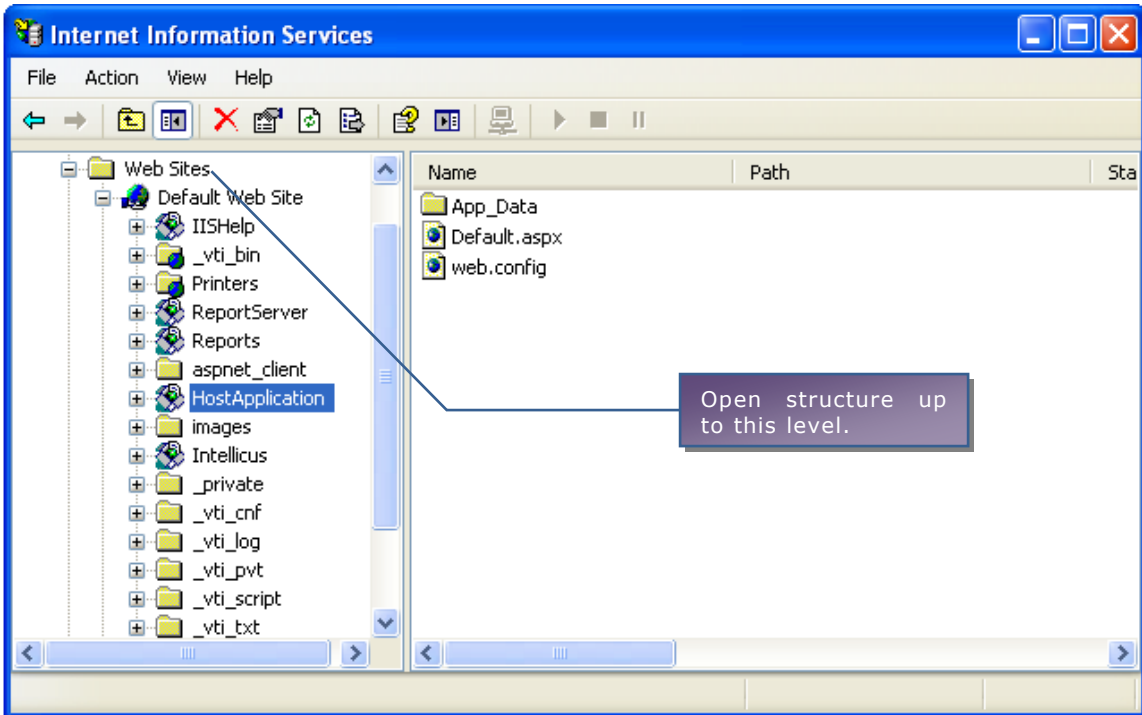 Internet Information Services
File Action View Help
Web Sites
Default Web Site
IISHelp
_vti_bin
Printers
ReportServer
Reports
aspnet_client
HostApplication
images
Intellicus
_private
_vti_cnf
_vti_log
_vti_pvt
_vti_script
_vti_txt
Name Path Sta
App_Data
Default.aspx
web.config
Open structure up
to this level.